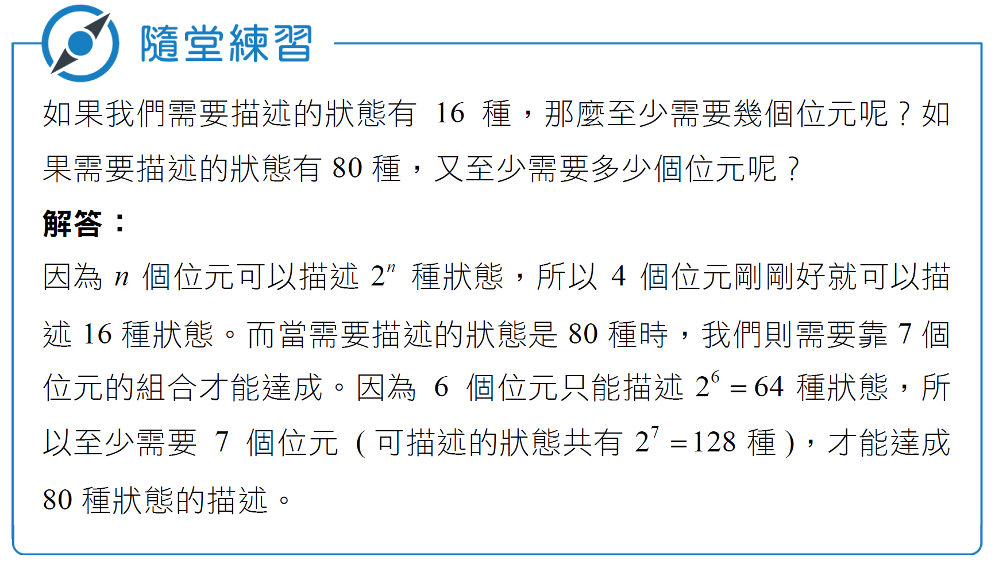 隨堂練習
如果我們需要描述的狀態有 16 種，那麼至少需要幾個位元呢？如
果需要描述的狀態有 80 種，又至少需要多少個位元呢？
解答：
因為 n 個位元可以描述 2ⁿ 種狀態，所以 4 個位元剛剛好就可以描
述 16 種狀態。而當需要描述的狀態是 80 種時，我們則需要靠 7 個
位元的組合才能達成。因為 6 個位元只能描述 2⁶ = 64 種狀態，所
以至少需要 7 個位元 ( 可描述的狀態共有 2⁷ = 128 種 )，才能達成
80 種狀態的描述。